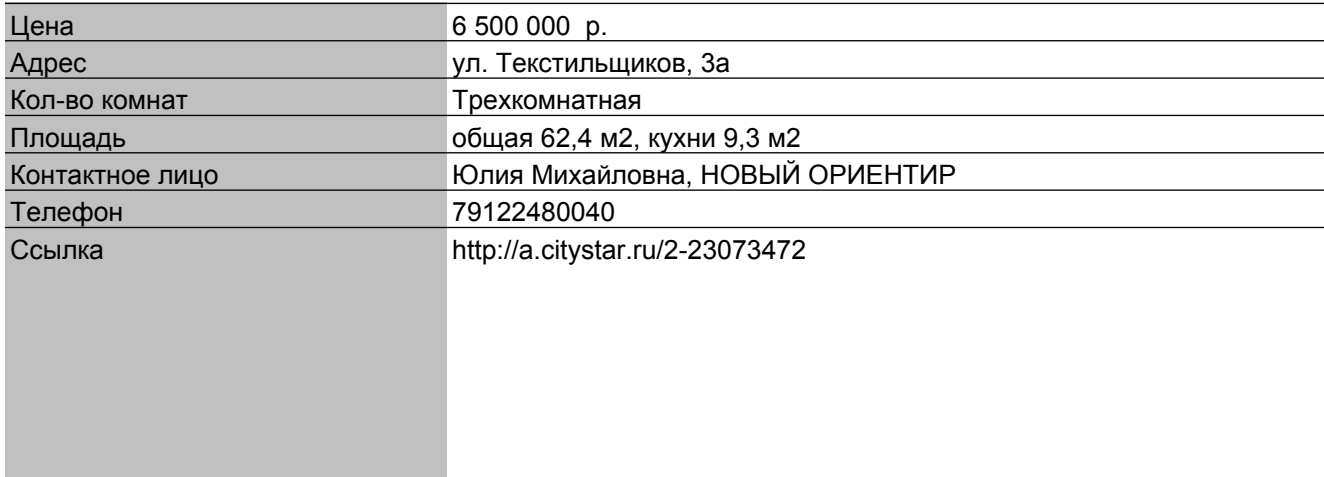 Цена 6 500 000 р.
Адрес ул. Текстильщиков, 3а
Кол-во комнат Трехкомнатная
Площадь общая 62,4 м2, кухни 9,3 м2
Контактное лицо Юлия Михайловна, НОВЫЙ ОРИЕНТИР
Телефон 79122480040
Ссылка http://a.citystar.ru/2-23073472